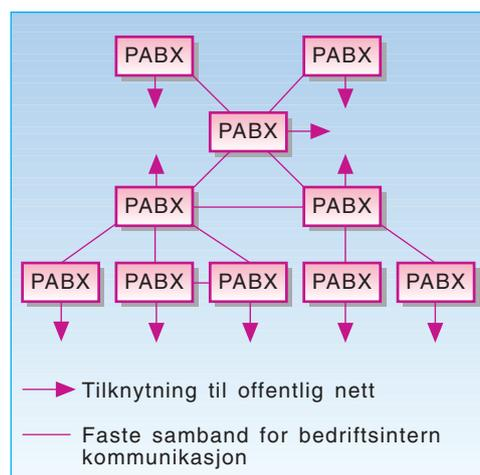 PABX PABX
PABX
PABX PABX
PABX PABX PABX PABX PABX
Tilknytning til offentlig nett
Faste samband for bedriftsintern
kommunikasjon